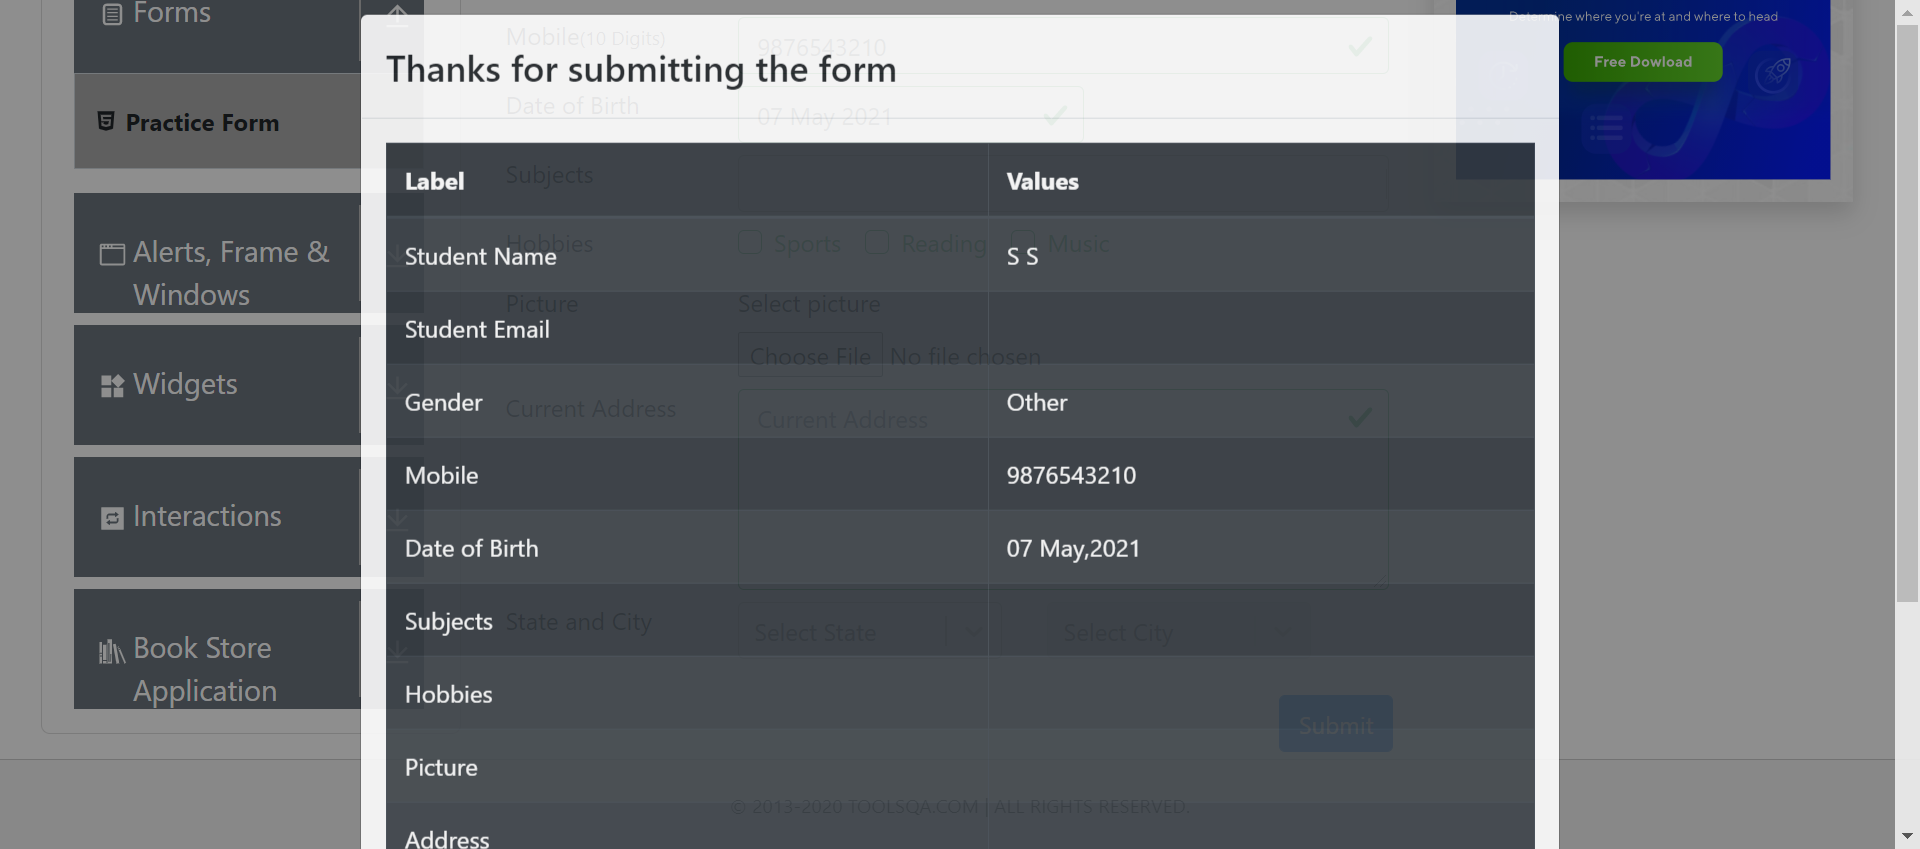 Forms
Practice Form
Alerts, Frame &
Windows
Widgets
Interactions
Book Store
Application
Mobile(10 Digits)
9876543210
Thanks for submitting the form
Date of Birth
07 May 2021
Label
Subjects
Values
Hobbies
Sports
Reading
Music
Student Name
S S
Picture
Select picture
Student Email
Choose File
No file chosen
Gender
Other
Current Address
Current Address
Mobile
9876543210
Date of Birth
07 May,2021
Subjects
State and City
Select State
Select City
Hobbies
Submit
Picture
© 2013-2020 TOOLSQA.COM | ALL RIGHTS RESERVED.
Address
Determine where you're at and where to head
Free Dowload